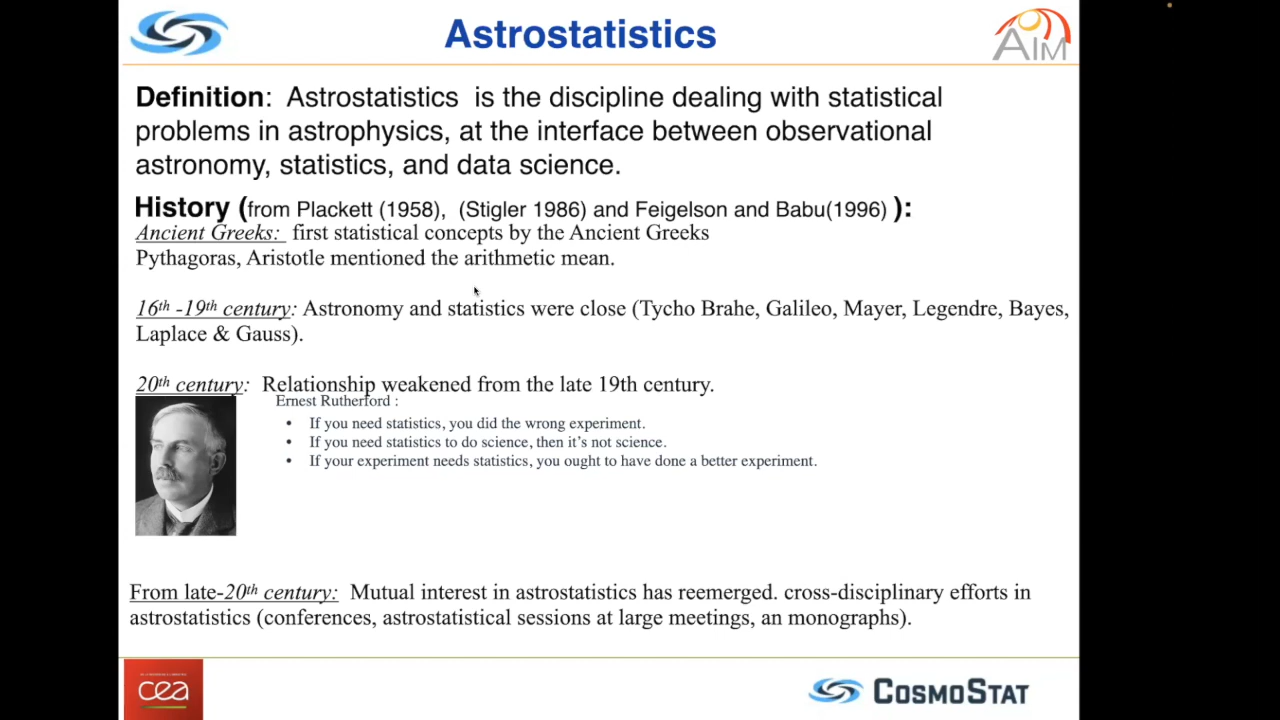 Astrostatistics
AIM
Definition: Astrostatistics is the discipline dealing with statistical
problems in astrophysics, at the interface between observational
astronomy, statistics, and data science.
History (from Plackett (1958), (Stigler 1986) and Feigelson and Babu(1996) ):
Ancient Greeks: first statistical concepts by the Ancient Greeks
Pythagoras, Aristotle mentioned the arithmetic mean.
16th -19th century: Astronomy and statistics were close (Tycho Brahe, Galileo, Mayer, Legendre, Bayes,
Laplace & Gauss).
20th century: Relationship weakened from the late 19th century.
Ernest Rutherford :
• If you need statistics, you did the wrong experiment.
• If you need statistics to do science, then it's not science.
• If your experiment needs statistics, you ought to have done a better experiment.
From late-20th century: Mutual interest in astrostatistics has reemerged. cross-disciplinary efforts in
astrostatistics (conferences, astrostatistical sessions at large meetings, an monographs).
cea
COSMOSTAT